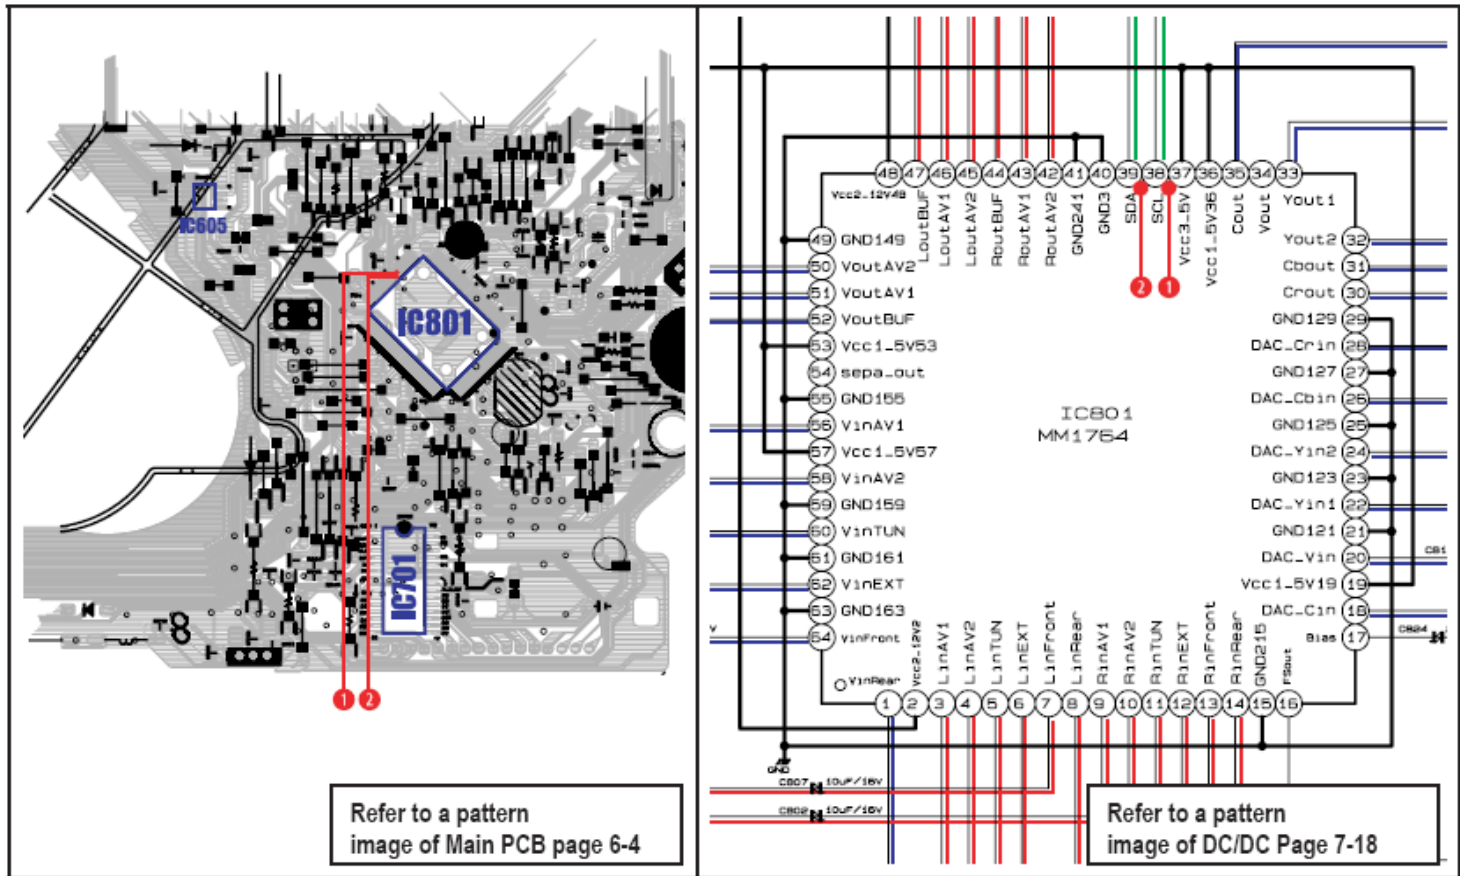 IC605
IC801
IC701
1 2
Refer to a pattern
image of Main PCB page 6-4
48 47 46 45 44 43 42 41 40 39 38 37 36 35 34 33
Vcc2_12V48
LoutBUF
LoutAV1
LoutAV2
RoutBUF
RoutAV1
RoutAV2
GND241
GND3
SDA
SCL
Vcc3_5V
Vcc1_5V36
Cout
Vout
Yout1
2 1
49 GND149
50 VoutAV2
51 VoutAV1
52 VoutBUF
53 Vcc1_5V53
54 sepa_out
55 GND155
56 VinAV1
57 Vcc1_5V57
58 VinAV2
59 GND159
60 VinTUN
61 GND161
62 VinEXT
63 GND163
64 VinFront
IC801
MM1764
Yout2 32
Cbout 31
Crout 30
GND129 29
DAC_Crin 28
GND127 27
DAC_Cbin 26
GND125 25
DAC_Yin2 24
GND123 23
DAC_Yin1 22
GND121 21
DAC_Vin 20
Vcc1_5V19 19
DAC_Cin 18
Bias 17
C81
C824
VinRear
Vcc2_12V2
LinAV1
LinAV2
LinTUN
LinEXT
LinFront
LinRear
RinAV1
RinAV2
RinTUN
RinEXT
RinFront
RinRear
GND215
FSout
1 2 3 4 5 6 7 8 9 10 11 12 13 14 15 16
GND
C807 10uF/16V
C802 10uF/16V
Refer to a pattern
image of DC/DC Page 7-18